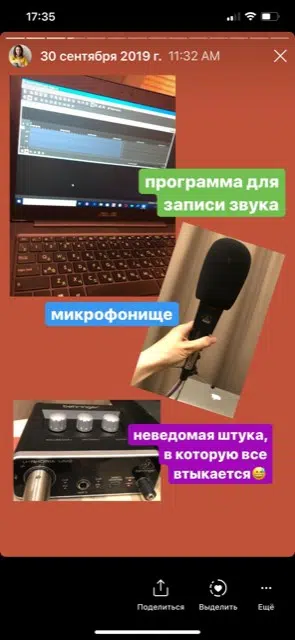 17:35
30 сентября 2019 г. 11:32 AM
программа для
записи звука
ASUS
микрофонище
behringer
неведомая штука,
в которую все
втыкается😅
Поделиться
Выделить
Ещё